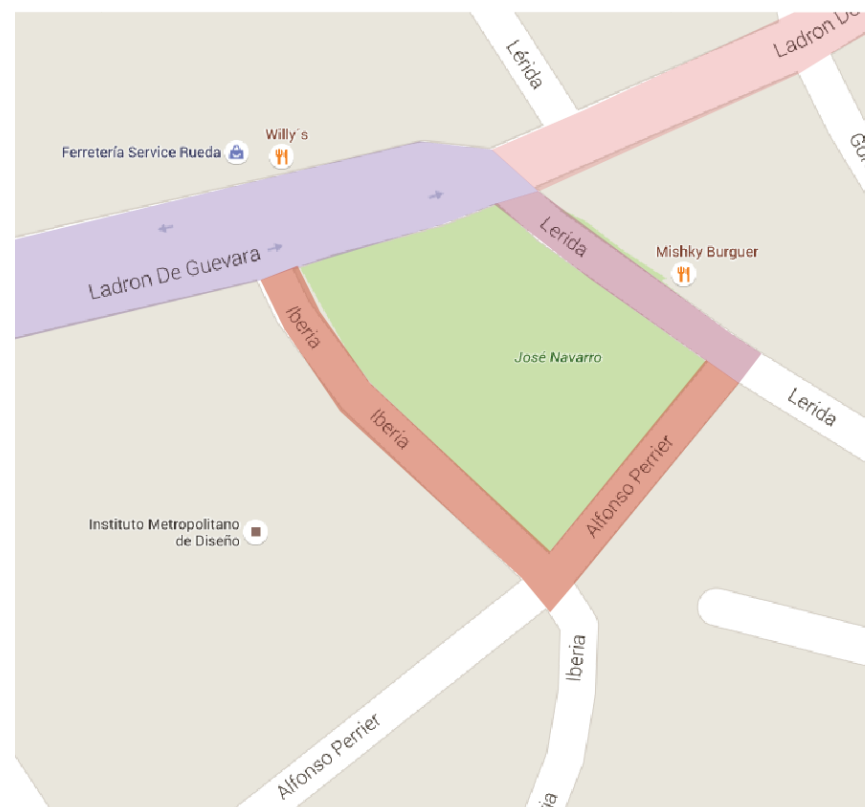 Lérida
Ladron De
Willy´s
Ferretería Service Rueda
Lerida
Mishky Burguer
Ladron De Guevara
Iberia
José Navarro
Iberia
Lerida
Alfonso Perrier
Instituto Metropolitano
de Diseño
Iberia
Alfonso Perrier